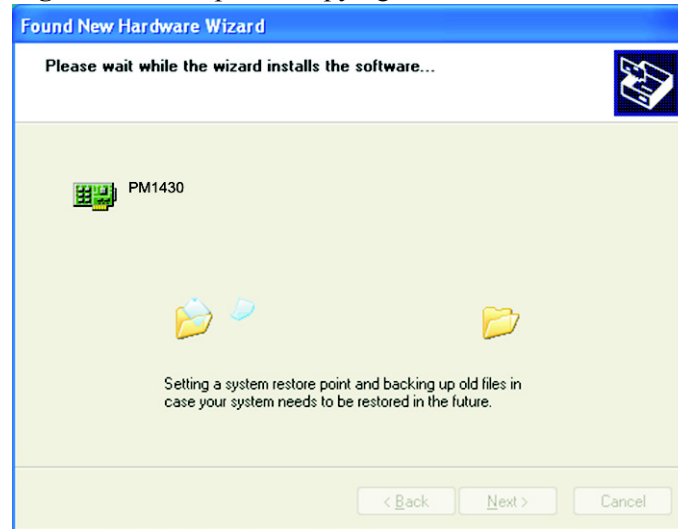 Found New Hardware Wizard
Please wait while the wizard installs the software...
PM1430
Setting a system restore point and backing up old files in
case your system needs to be restored in the future.
< Back Next > Cancel